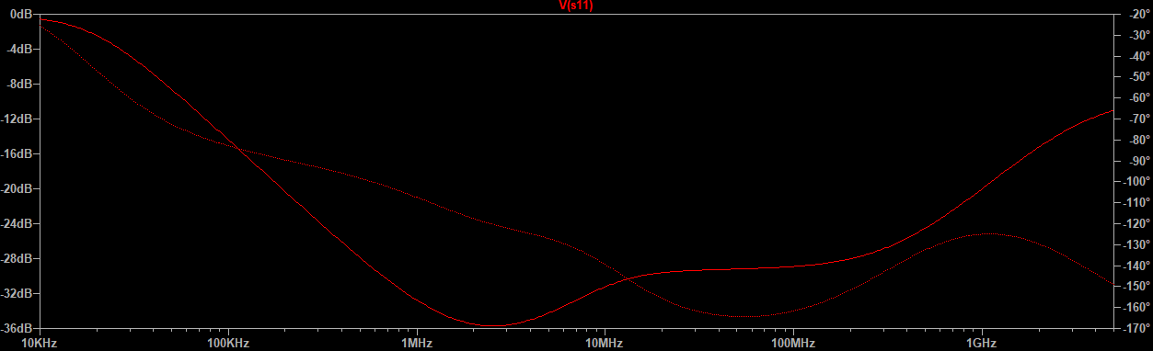 V(s11)
0dB
-4dB
-8dB
-12dB
-16dB
-20dB
-24dB
-28dB
-32dB
-36dB
-20°
-30°
-40°
-50°
-60°
-70°
-80°
-90°
-100°
-110°
-120°
-130°
-140°
-150°
-160°
-170°
10KHz 100KHz 1MHz 10MHz 100MHz 1GHz